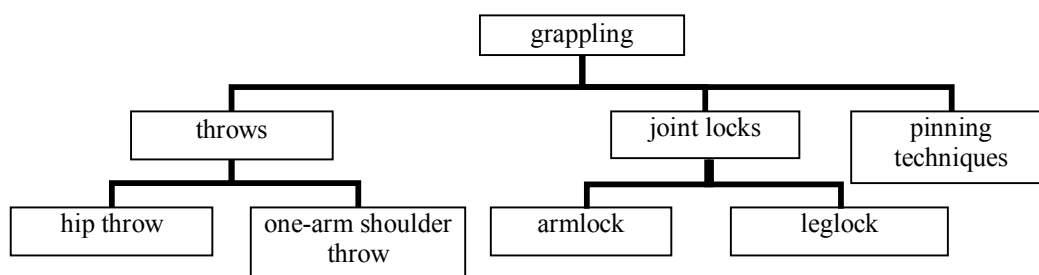 grappling
throws
joint locks
pinning
techniques
hip throw
one-arm shoulder
throw
armlock
leglock